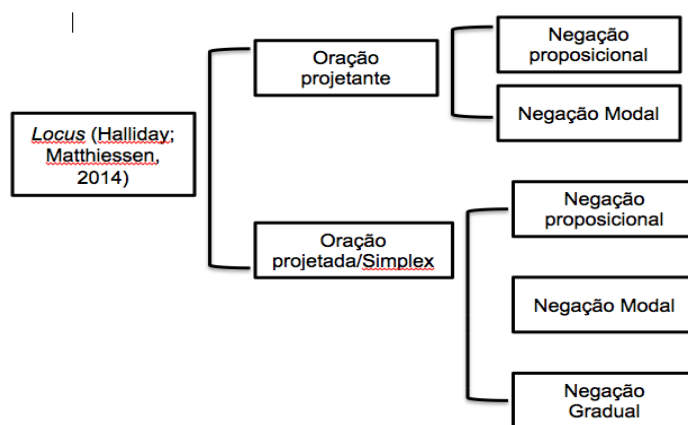 Locus (Halliday;
Matthiessen,
2014)
Oração
projetante
Negação
proposicional
Negação Modal
Oração
projetada/Simplex
Negação
proposicional
Negação Modal
Negação
Gradual